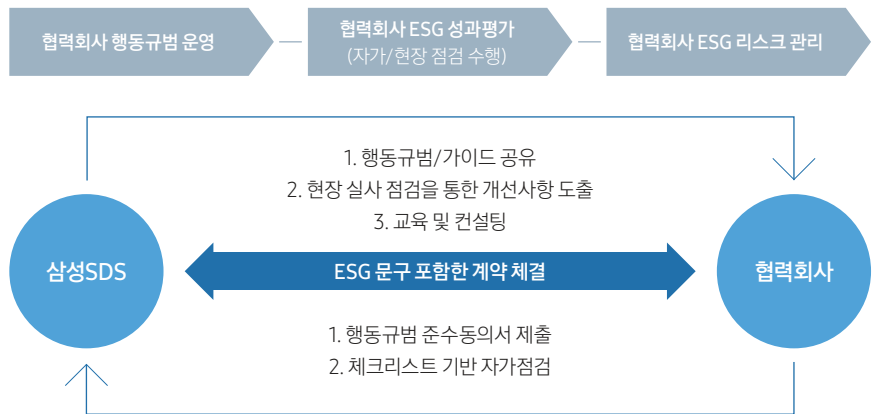 협력회사 행동규범 운영
협력회사 ESG 성과평가
(자가/현장 점검 수행)
협력회사 ESG 리스크 관리
1. 행동규범/가이드 공유
2. 현장 실사 점검을 통한 개선사항 도출
3. 교육 및 컨설팅
삼성SDS
ESG 문구 포함한 계약 체결
협력회사
1. 행동규범 준수동의서 제출
2. 체크리스트 기반 자가점검